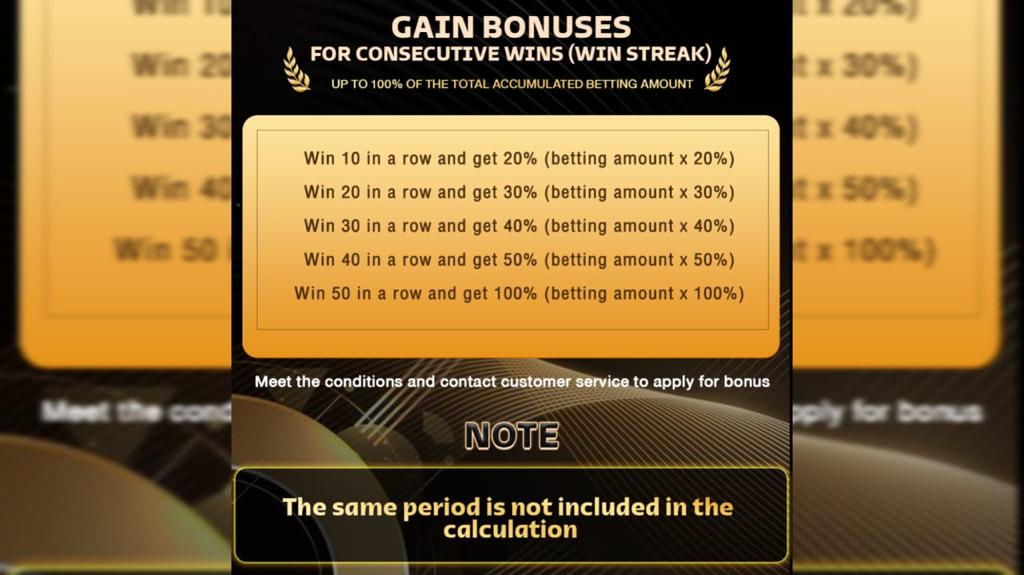 GAIN BONUSES
FOR CONSECUTIVE WINS (WIN STREAK)
UP TO 100% OF THE TOTAL ACCUMULATED BETTING AMOUNT
Win 10 in a row and get 20% (betting amount x 20%)
Win 20 in a row and get 30% (betting amount x 30%)
Win 30 in a row and get 40% (betting amount x 40%)
Win 40 in a row and get 50% (betting amount x 50%)
Win 50 in a row and get 100% (betting amount x 100%)
Meet the conditions and contact customer service to apply for bonus
NOTE
The same period is not included in the
calculation